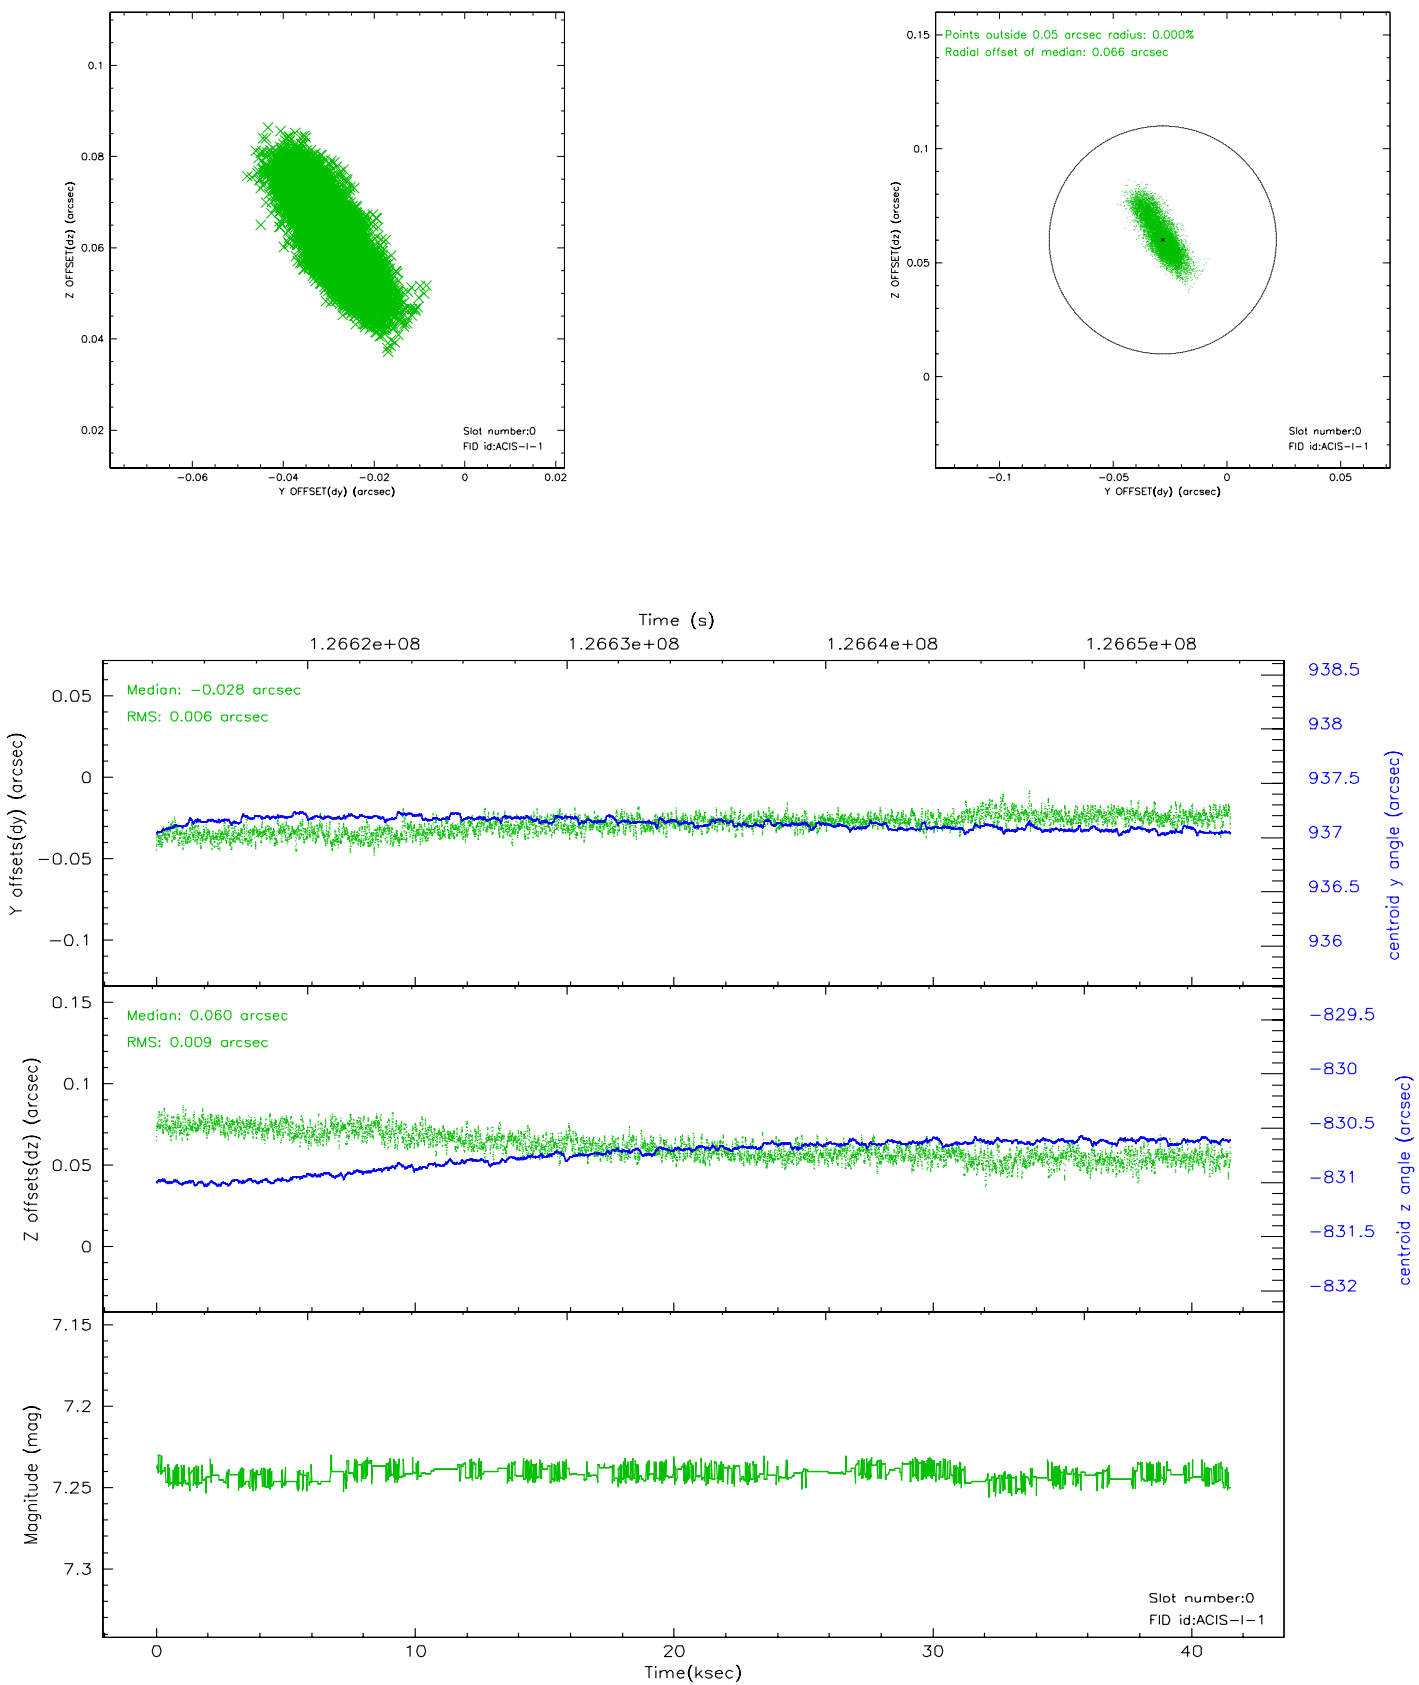 0.1
0.08
0.06
0.04
0.02
Z OFFSET(dz) (arcsec)
Slot number:0
FID id:ACIS-I-1
-0.06 -0.04 -0.02 0 0.02
Y OFFSET(dy) (arcsec)
Points outside 0.05 arcsec radius: 0.000%
Radial offset of median: 0.066 arcsec
0.15
0.1
0.05
0
Z OFFSET(dz) (arcsec)
Slot number:0
FID id:ACIS-I-1
-0.1 -0.05 0 0.05
Y OFFSET(dy) (arcsec)
Time (s)
1.2662e+08 1.2663e+08 1.2664e+08 1.2665e+08
Median: -0.028 arcsec
RMS: 0.006 arcsec
0.05
0
-0.05
-0.1
Y offsets(dy) (arcsec)
938.5
938
937.5
937
936.5
936
centroid y angle (arcsec)
Median: 0.060 arcsec
RMS: 0.009 arcsec
0.15
0.1
0.05
0
Z offsets(dz) (arcsec)
-829.5
-830
-830.5
-831
-831.5
-832
centroid z angle (arcsec)
7.15
7.2
7.25
7.3
Magnitude (mag)
Slot number:0
FID id:ACIS-I-1
0 10 20 30 40
Time(ksec)